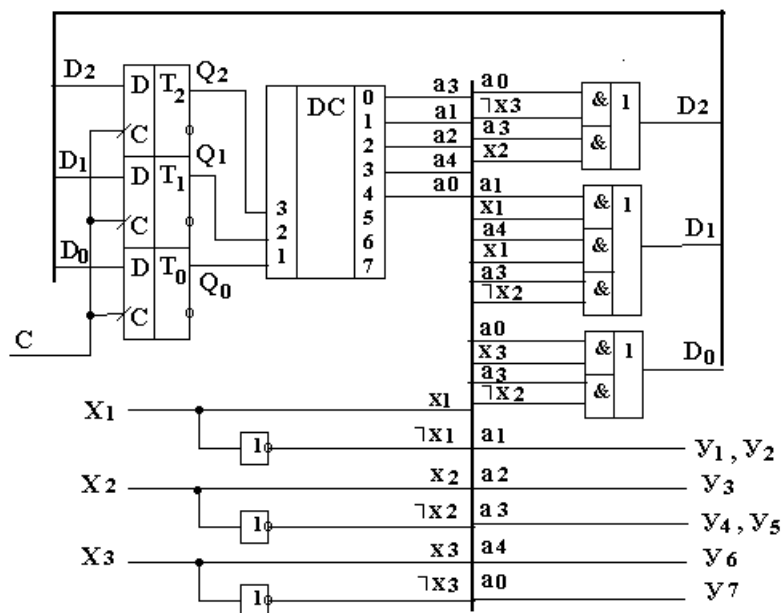 D2 D T2 Q2
C
D1 D T1 Q1
C
D0 D T0 Q0
C
C
DC
3
2
1
0
1
2
3
4
5
6
7
a3
a1
a2
a4
a0
a0
⏋x3
a3
x2
& 1
&
D2
a1
x1
a4
x1
a3
⏋x2
& 1
&
&
D1
a0
x3
a3
⏋x2
& 1
&
D0
X1 x1
1 ⏋x1 a1 У1 , У2
X2 x2 a2 У3
1 ⏋x2 a3 У4 , У5
X3 x3 a4 У6
1 ⏋x3 a0 У7